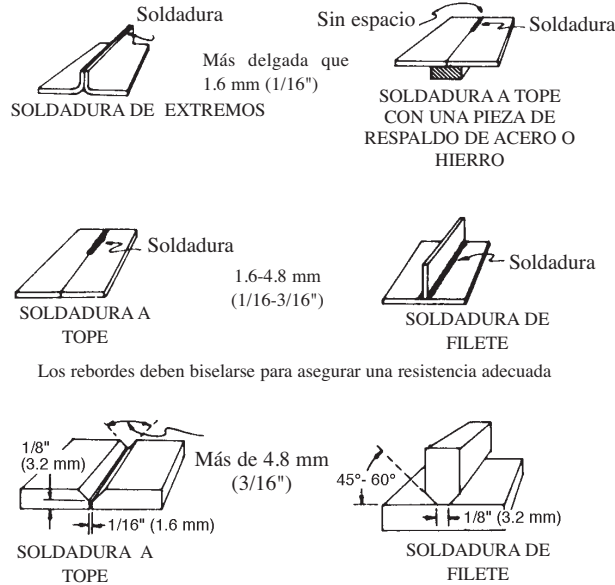 Soldadura
Más delgada que
1.6 mm (1/16")
SOLDADURA DE EXTREMOS
Sin espacio
Soldadura
SOLDADURA A TOPE
CON UNA PIEZA DE
RESPALDO DE ACERO O
HIERRO
Soldadura
SOLDADURA A
TOPE
1.6-4.8 mm
(1/16-3/16")
Soldadura
SOLDADURA DE
FILETE
Los rebordes deben biselarse para asegurar una resistencia adecuada
1/8"
(3.2 mm)
1/16" (1.6 mm)
SOLDADURA A
TOPE
Más de 4.8 mm
(3/16")
45°- 60°
1/8" (3.2 mm)
SOLDADURA DE
FILETE